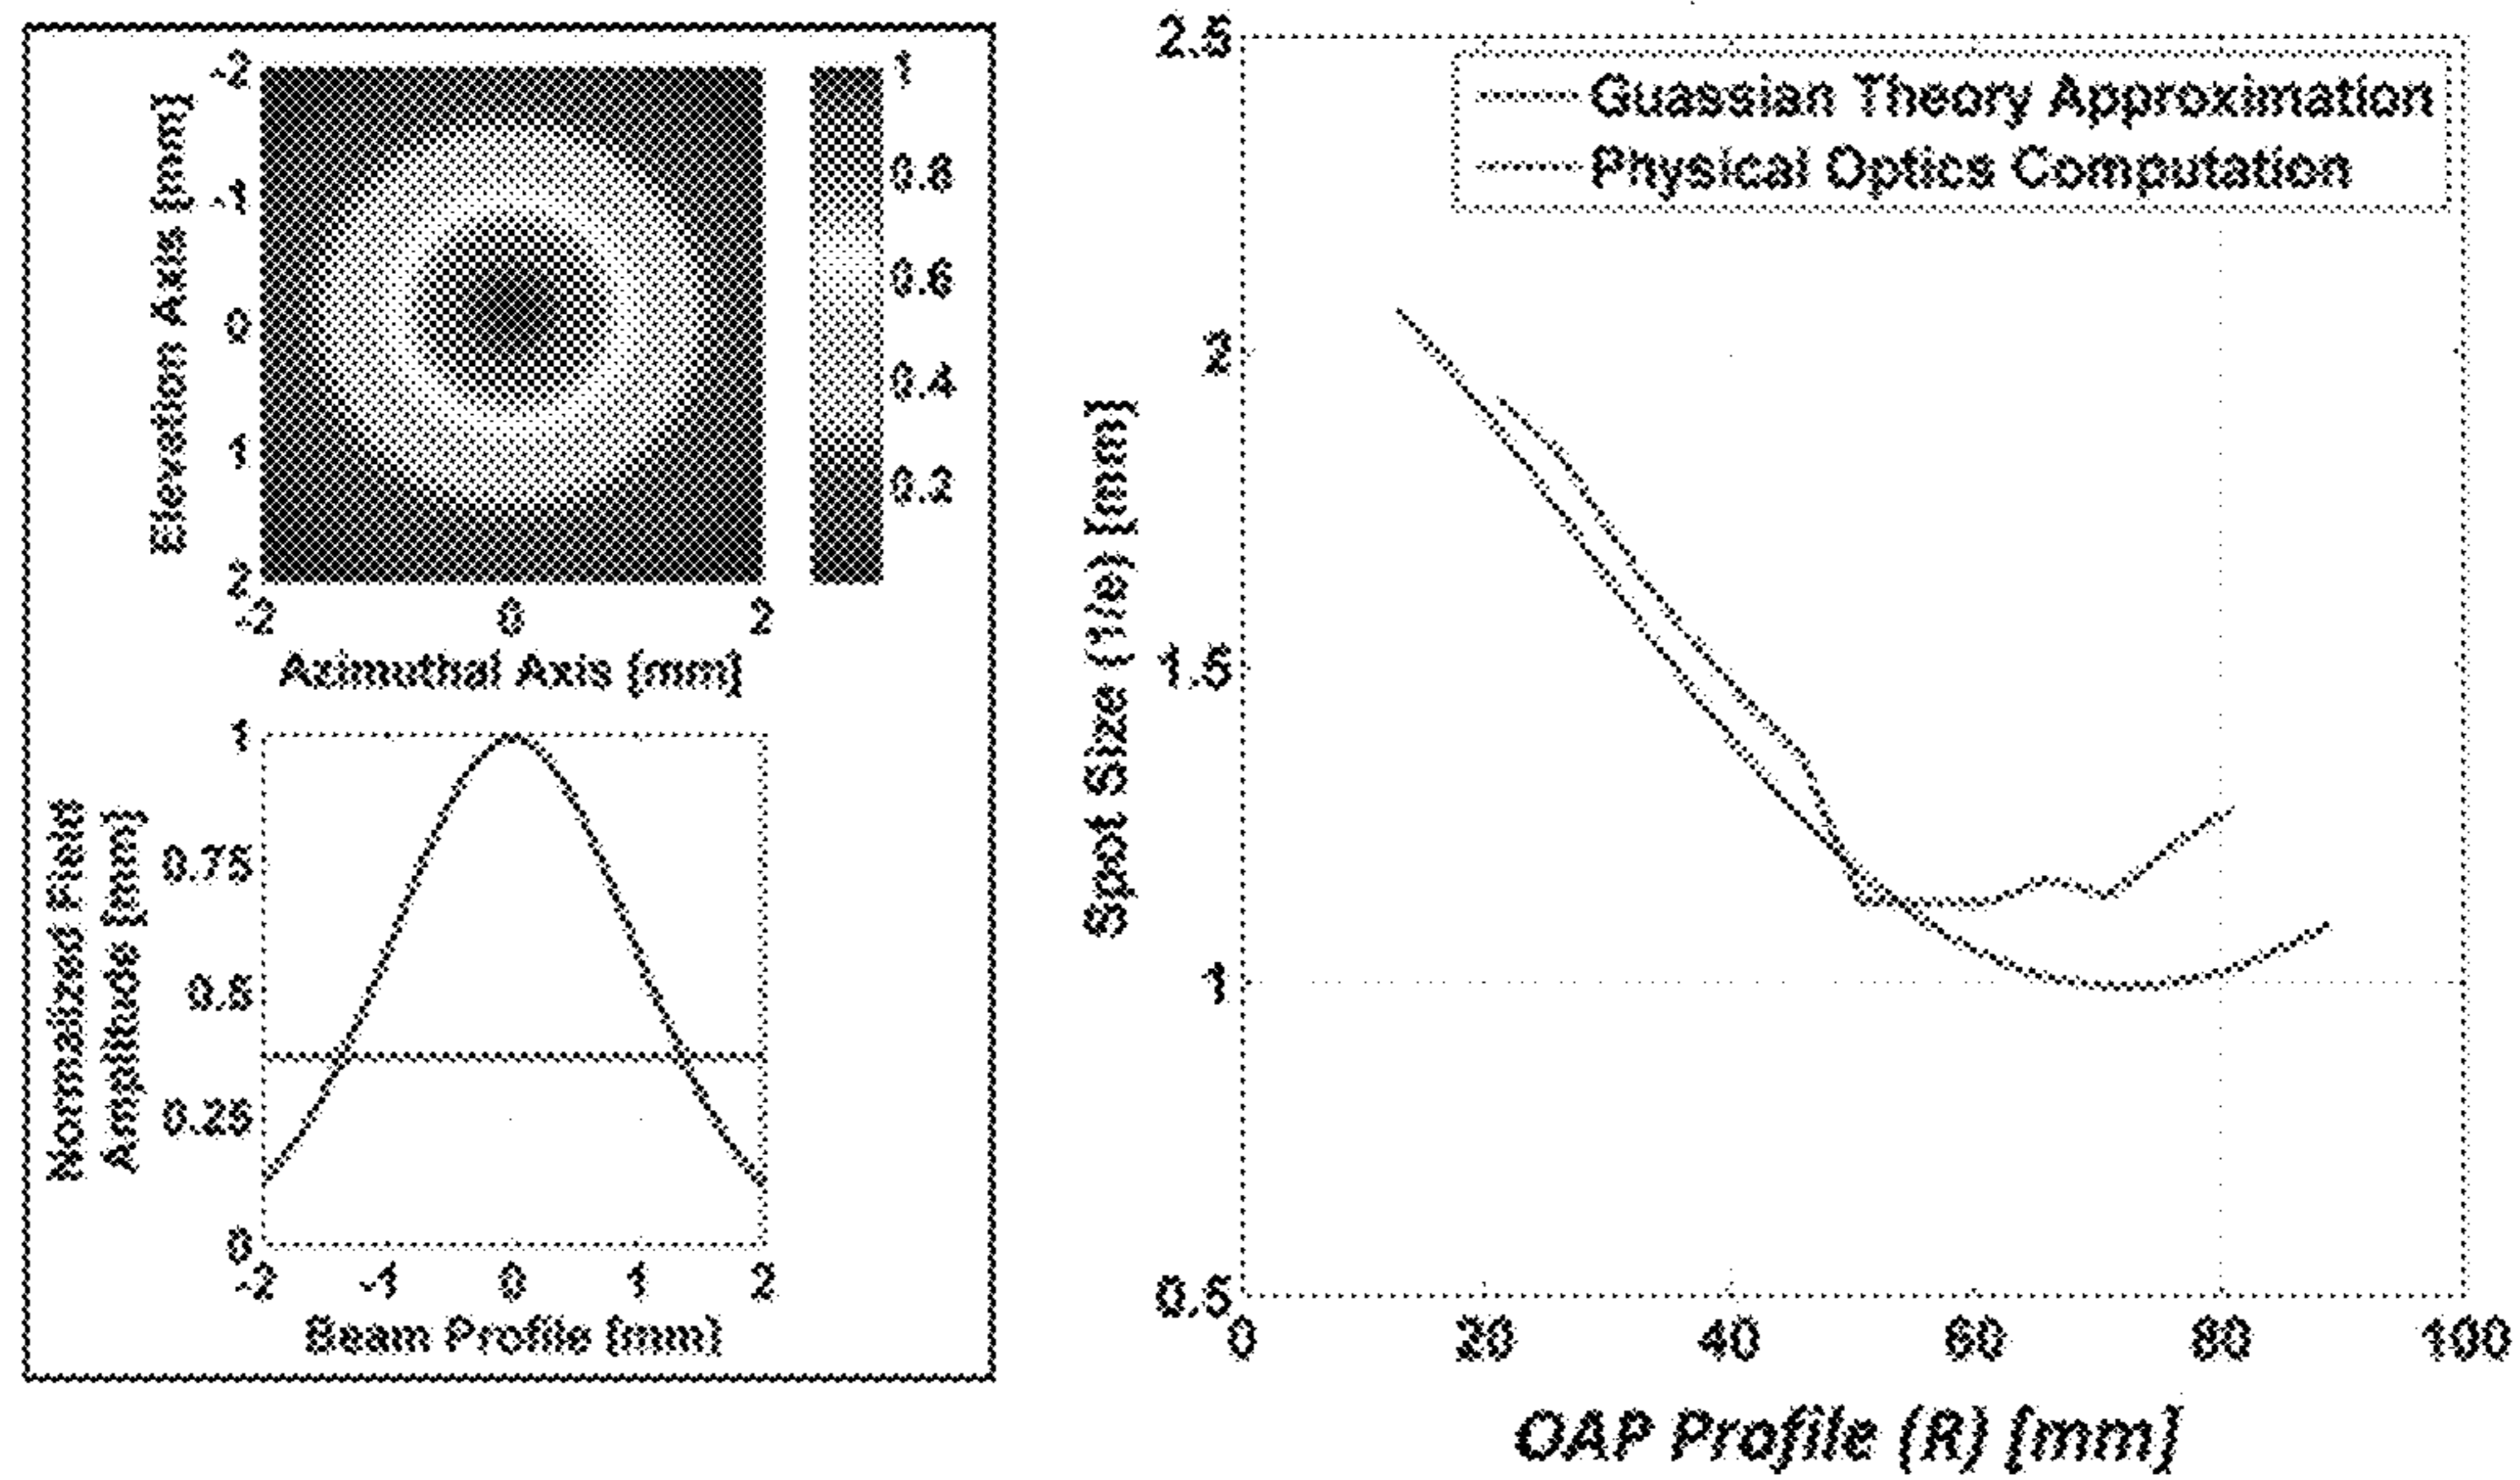 -2
-1
0
1
2
Elevation Axis [mm]
-2 0 2
Azimuthal Axis [mm]
1
0.8
0.6
0.4
0.2
Normalized Field
Amplitude [mm]
1
0.75
0.5
0.25
0
-2 -1 0 1 2
Beam Profile [mm]
Guassian Theory Approximation
Physical Optics Computation
Spot Size (1/e) [mm]
2.5
2
1.5
1
0.5
0 20 40 60 80 100
OAP Profile (R) [mm]